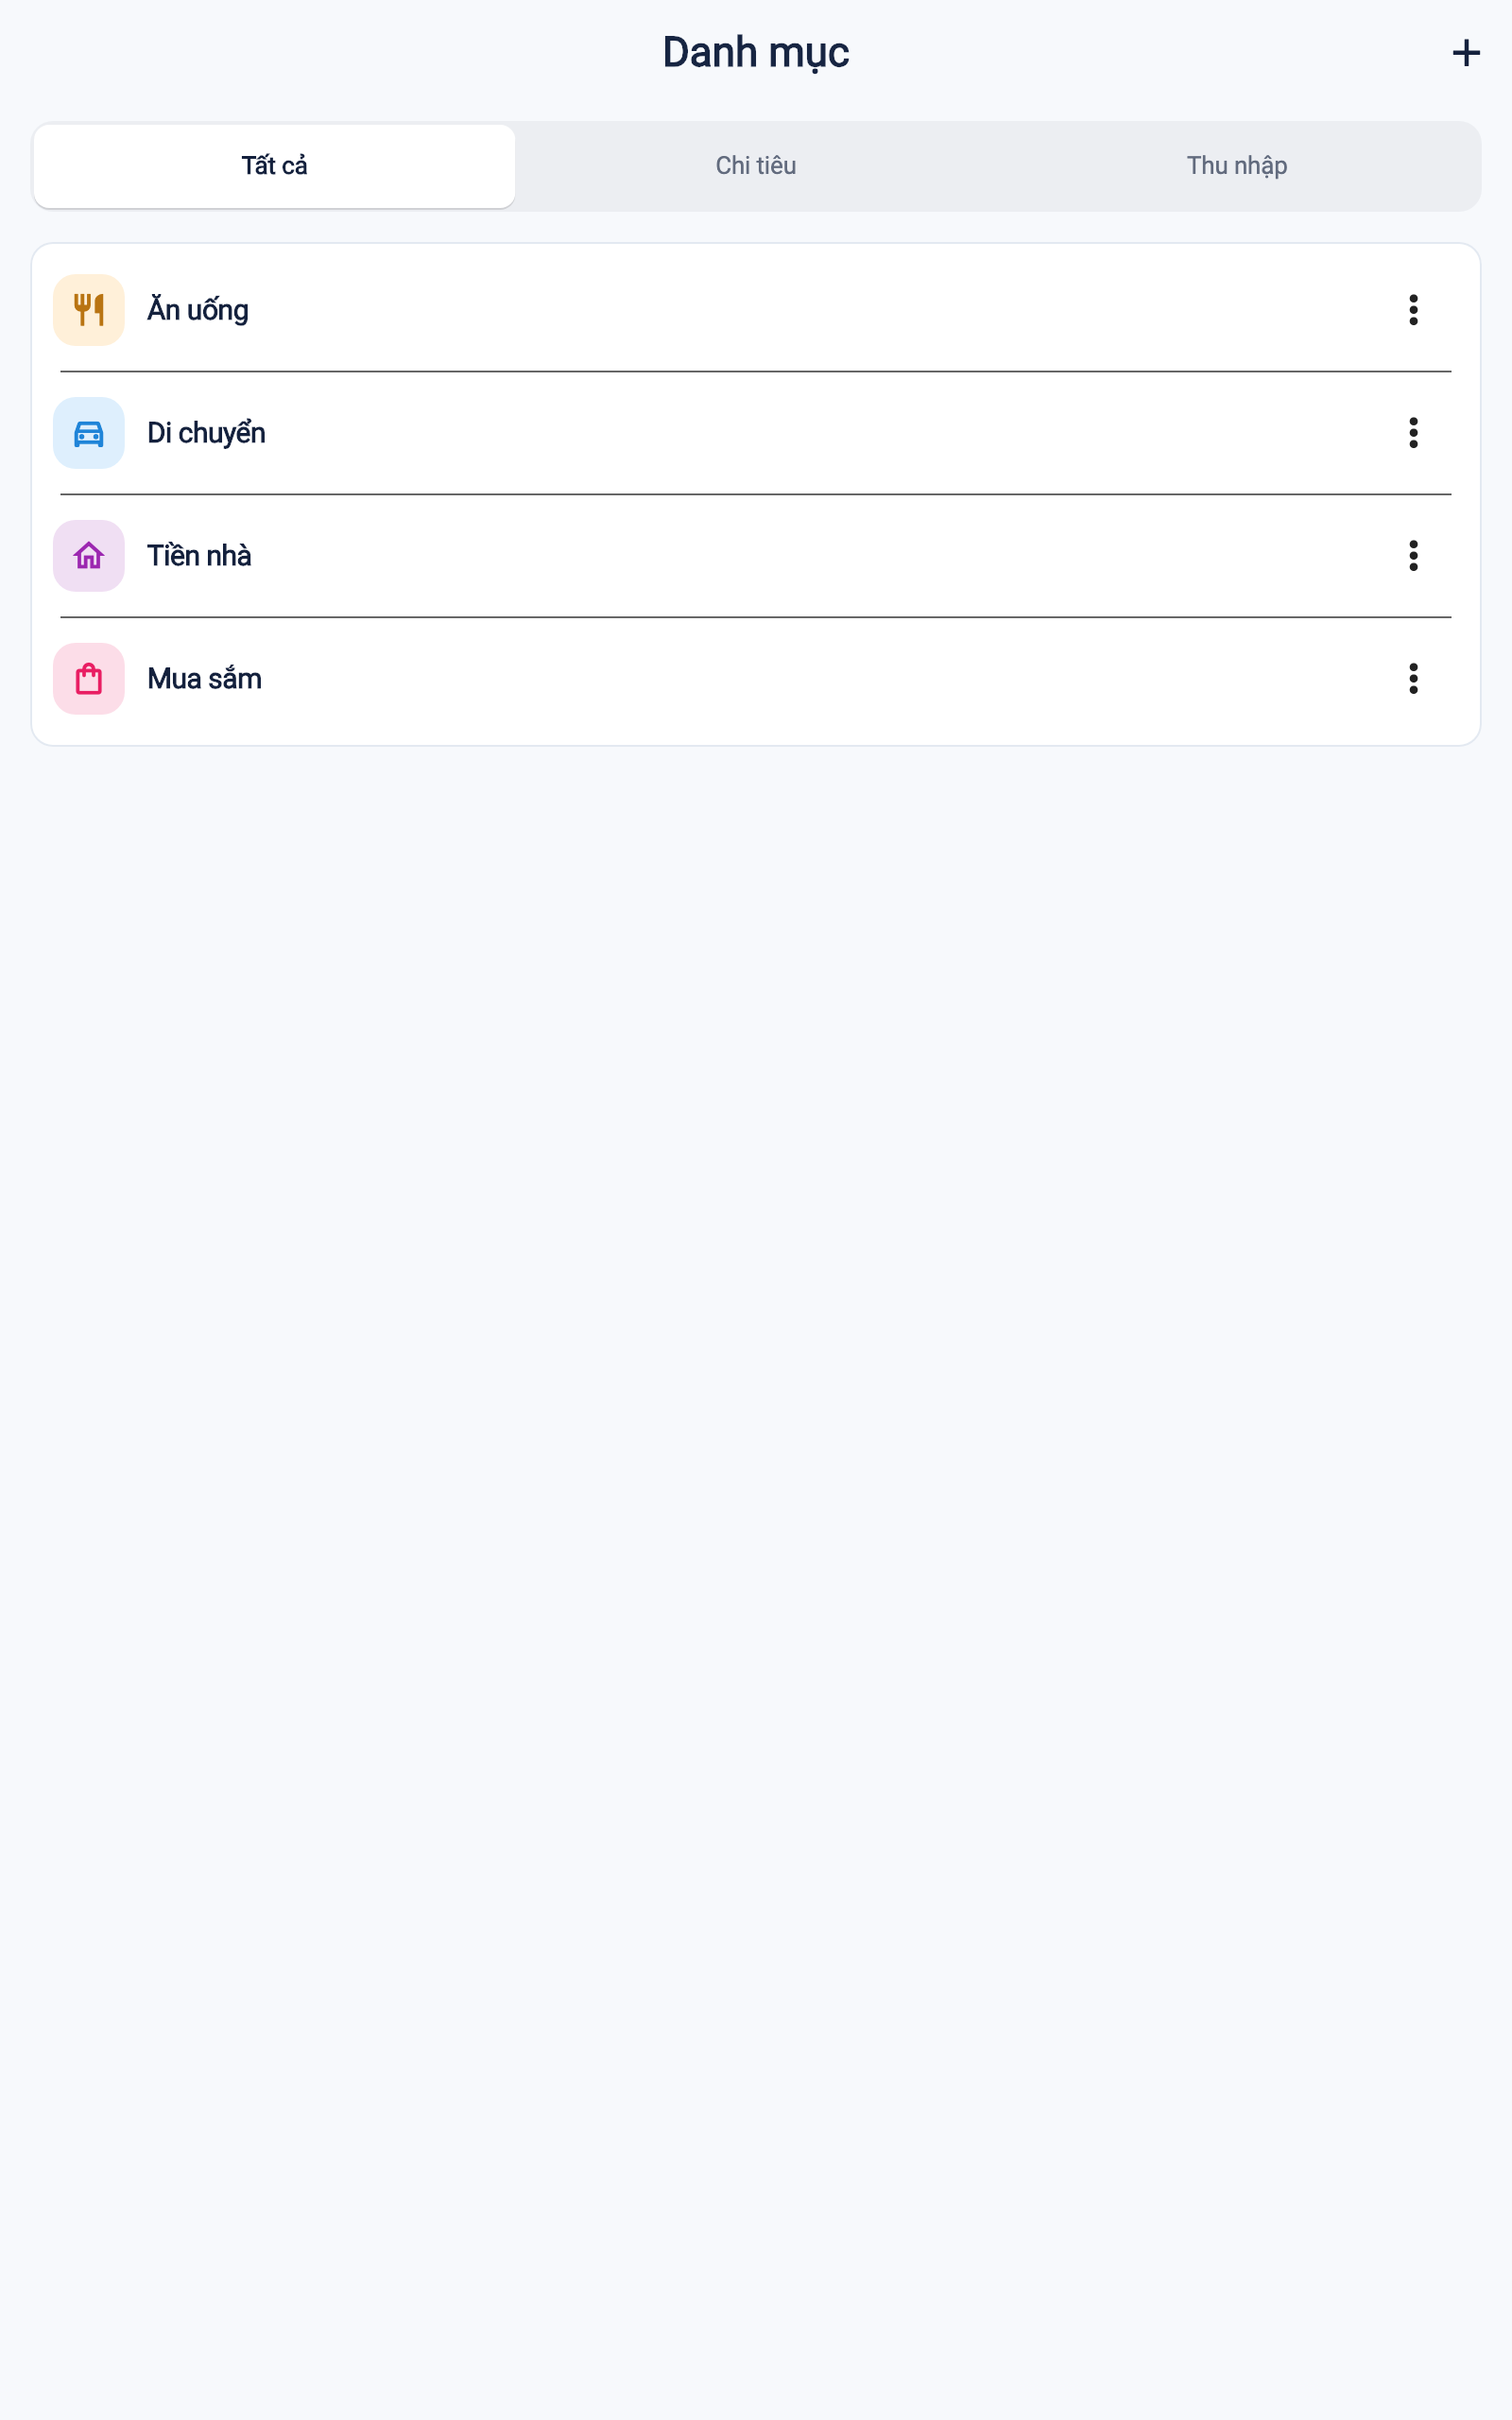 Danh mục
Tất cả
Chi tiêu
Thu nhập
Ăn uống
Di chuyển
Tiền nhà
Mua sắm